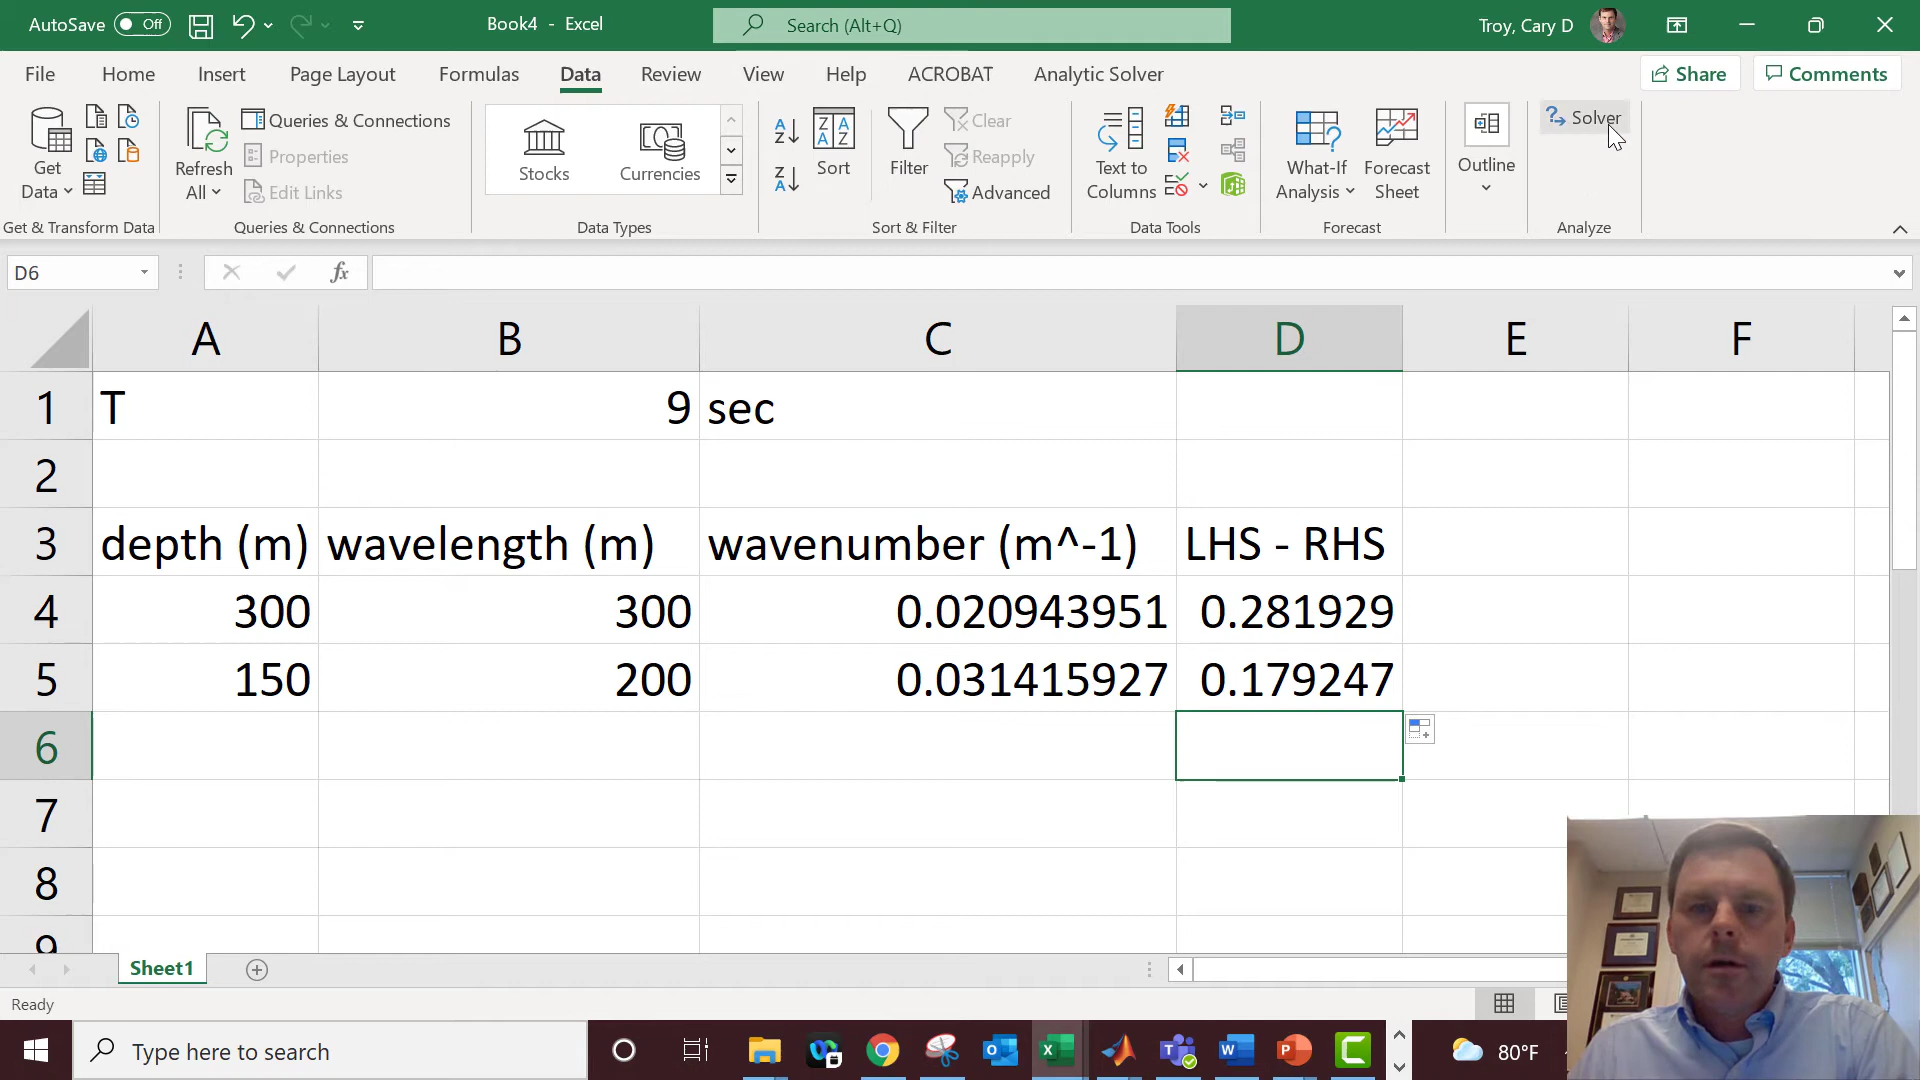 AutoSave Off
Book4 - Excel
Search (Alt+Q)
Troy, Cary D
File Home Insert Page Layout Formulas Data Review View Help ACROBAT Analytic Solver
Share
Comments
Get Data
Refresh All
Queries & Connections
Properties
Edit Links
Stocks
Currencies
Sort
Filter
Clear
Reapply
Advanced
Text to Columns
What-If Analysis
Forecast Sheet
Outline
Solver
Get & Transform Data
Queries & Connections
Data Types
Sort & Filter
Data Tools
Forecast
Analyze
D6
fx
A B C D E F
1 T 9 sec
2
3 depth (m) wavelength (m) wavenumber (m^-1) LHS - RHS
4 300 300 0.020943951 0.281929
5 150 200 0.031415927 0.179247
6
7
8
9
Sheet1
Ready
Type here to search
80°F